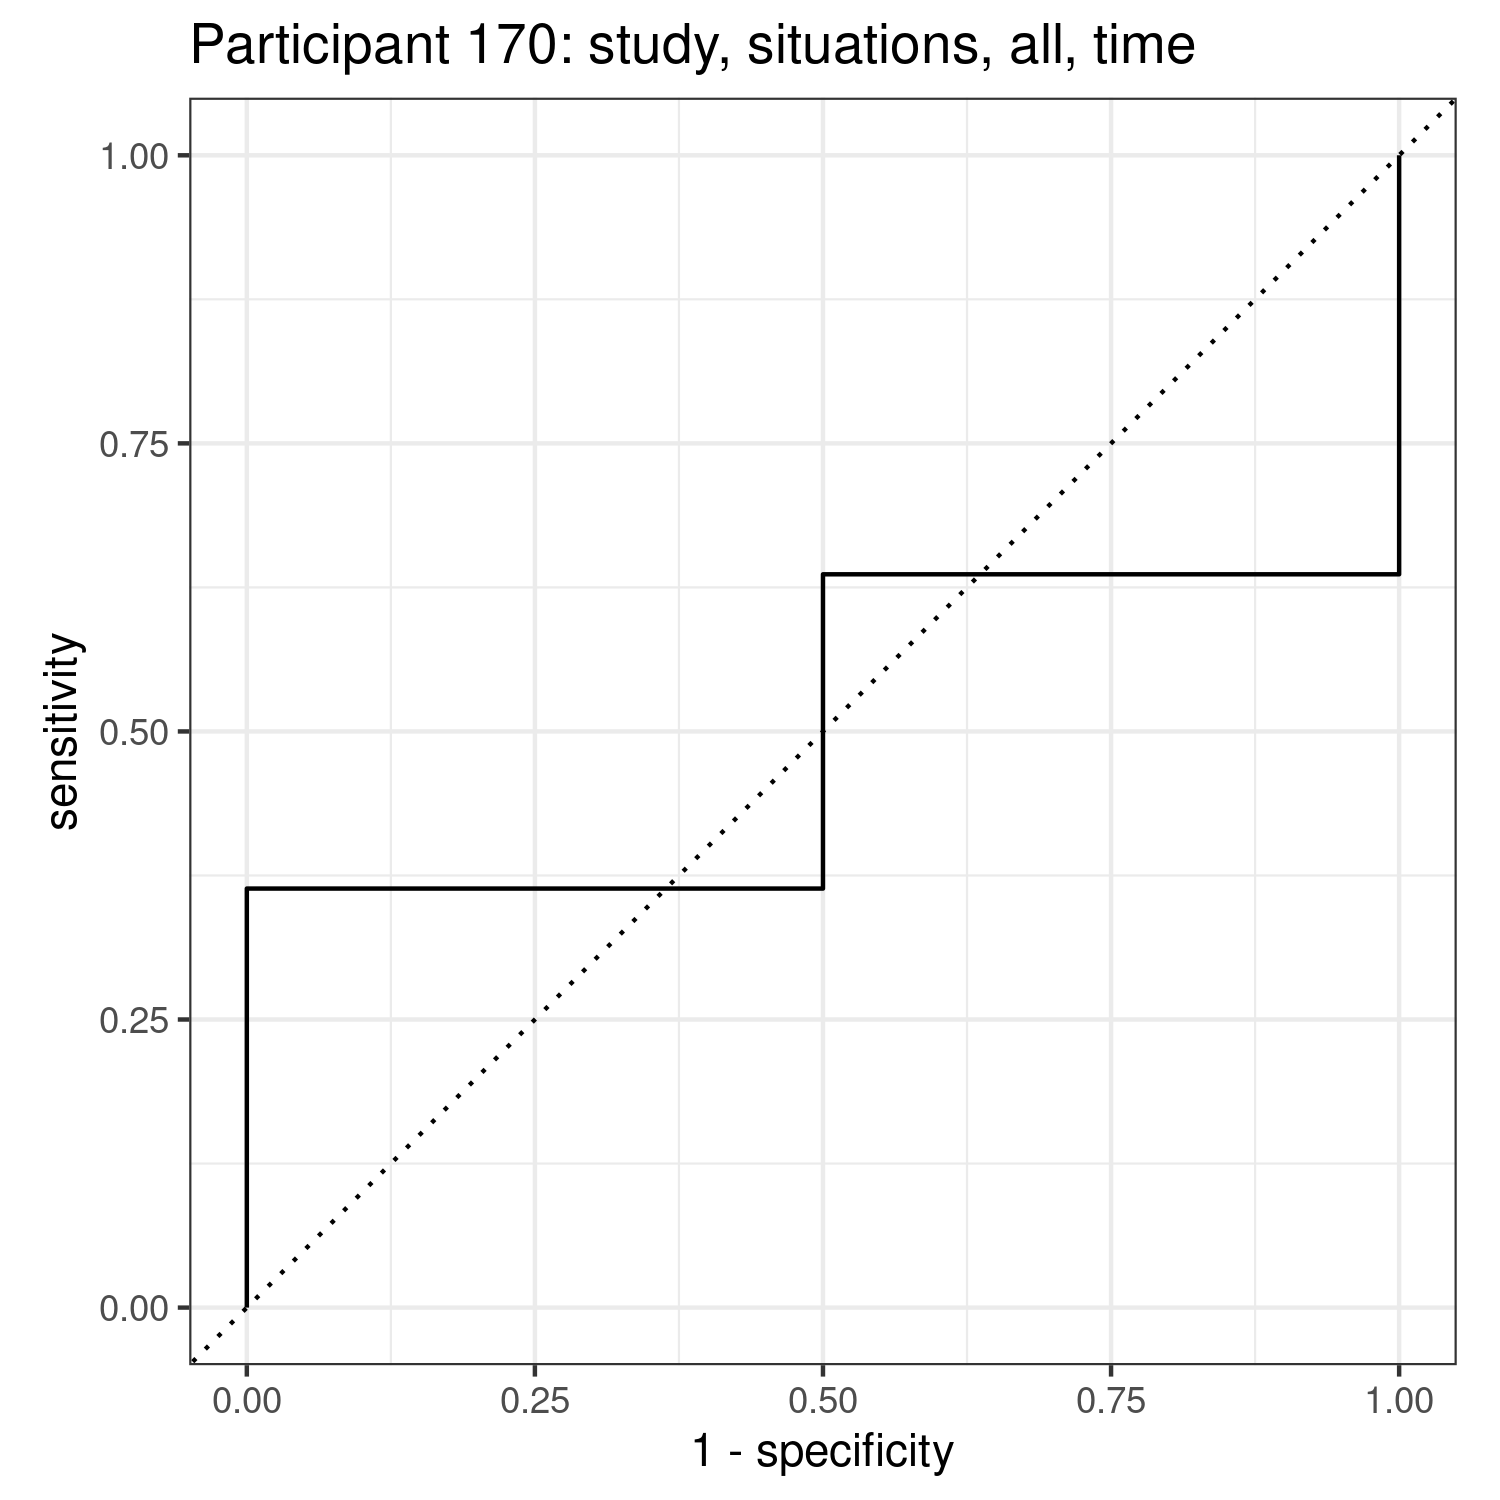 Participant 170: study, situations, all, time
1.00
0.75
0.50
0.25
0.00
sensitivity
0.00 0.25 0.50 0.75 1.00
1 - specificity